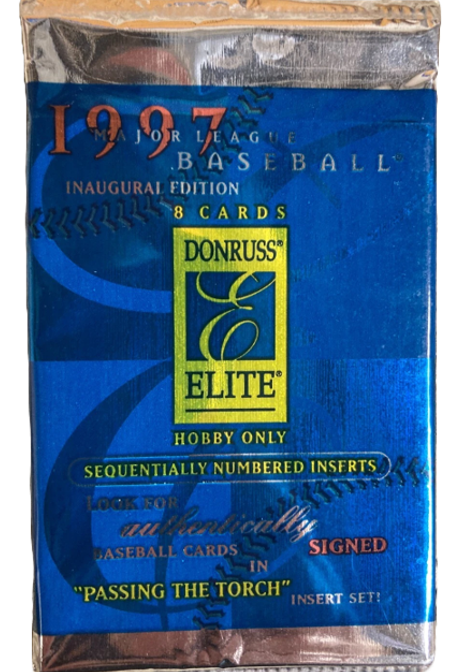 1997
MAJOR LEAGUE
BASEBALL™
INAUGURAL EDITION
8 CARDS
DONRUSS®
E
ELITE®
HOBBY ONLY
SEQUENTIALLY NUMBERED INSERTS
LOOK FOR
authentically
BASEBALL CARDS SIGNED
IN
"PASSING THE TORCH" INSERT SET!